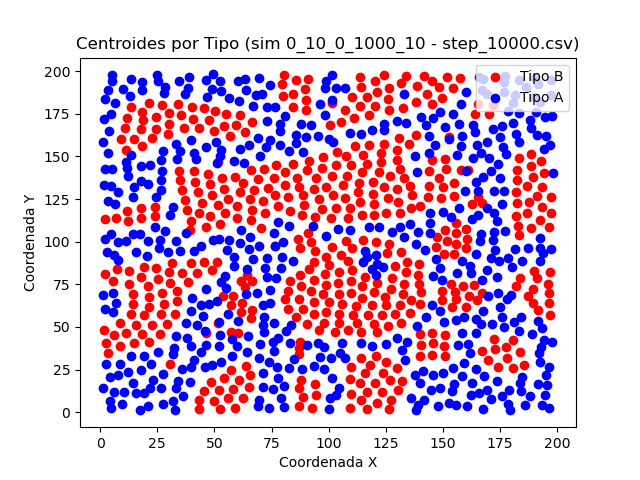 Centroides por Tipo (sim 0_10_0_1000_10 - step_10000.csv)
Tipo B
Tipo A
Coordenada Y
200
175
150
125
100
75
50
25
0
0 25 50 75 100 125 150 175 200
Coordenada X